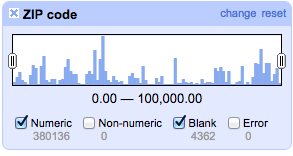 ZIP code change reset
0.00 — 100,000.00
Numeric Non-numeric Blank Error
380136 0 4362 0